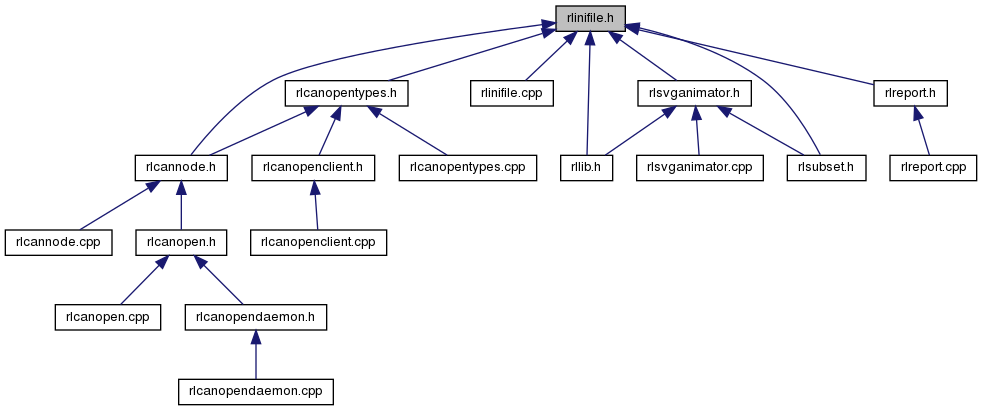 rlinifile.h
rlcanopentypes.h
rlinifile.cpp
rlsvganimator.h
rlreport.h
rlcannode.h
rlcanopenclient.h
rlcanopentypes.cpp
rllib.h
rlsvganimator.cpp
rlsubset.h
rlreport.cpp
rlcannode.cpp
rlcanopen.h
rlcanopenclient.cpp
rlcanopen.cpp
rlcanopendaemon.h
rlcanopendaemon.cpp